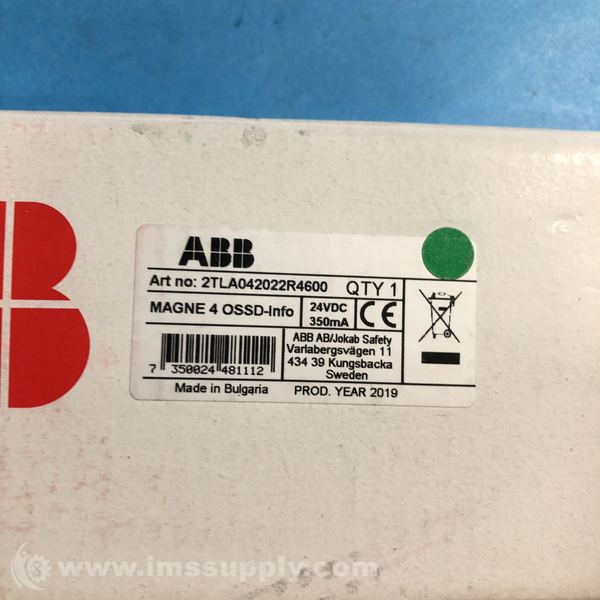 ABB
Art no: 2TLA042022R4600 QTY 1
MAGNE 4 OSSD-Info
24VDC
350mA
CE
ABB AB/Jokab Safety
Varlabergsvägen 11
434 39 Kungsbacka
Sweden
7 350024 481112
Made in Bulgaria
PROD. YEAR 2019
www.imssupply.com